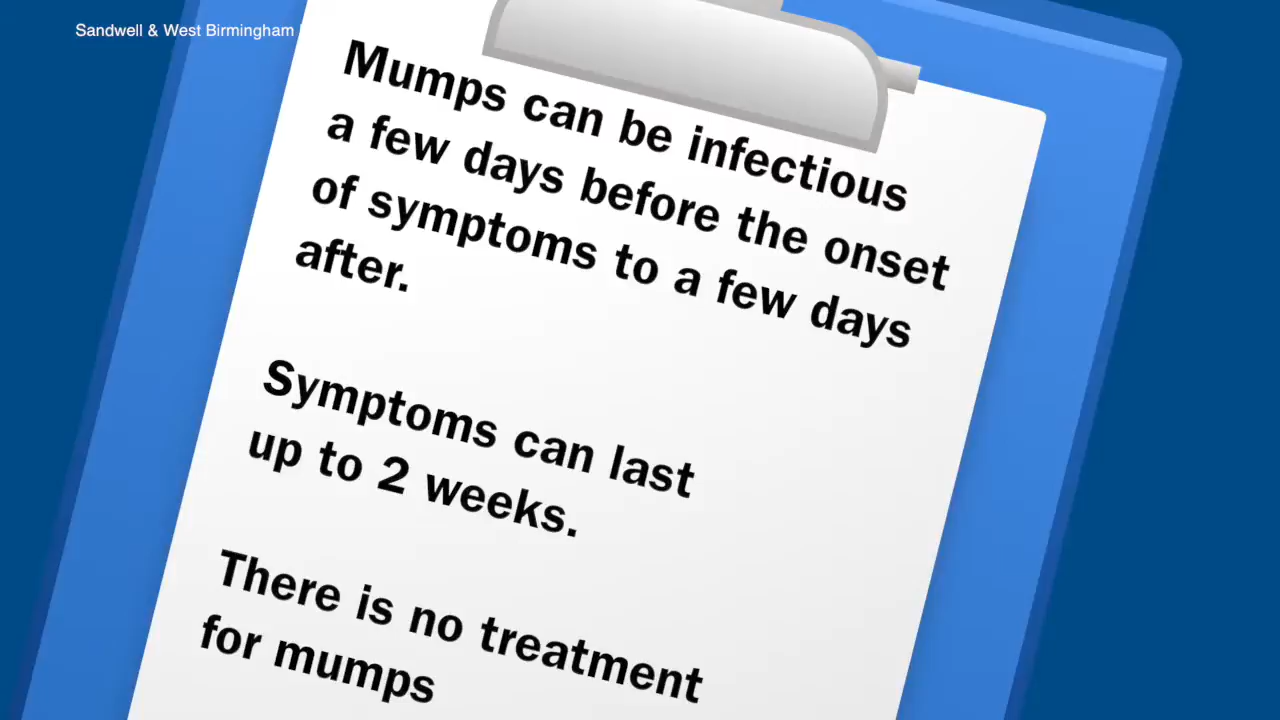 Sandwell & West Birmingham
Mumps can be infectious
a few days before the onset
of symptoms to a few days
after.
Symptoms can last
up to 2 weeks.
There is no treatment
for mumps